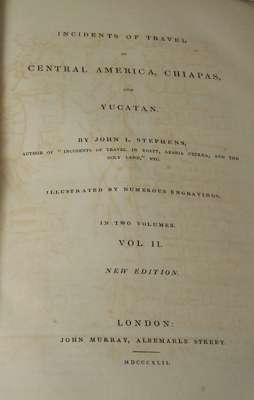 INCIDENTS OF TRAVEL
IN
CENTRAL AMERICA, CHIAPAS,
AND
YUCATAN.
BY JOHN L. STEPHENS,
AUTHOR OF "INCIDENTS OF TRAVEL IN EGYPT, ARABIA PETRÆA, AND THE
HOLY LAND," ETC.
ILLUSTRATED BY NUMEROUS ENGRAVINGS.
IN TWO VOLUMES.
VOL. II.
NEW EDITION.
LONDON:
JOHN MURRAY, ALBEMARLE STREET.
MDCCCXLII.